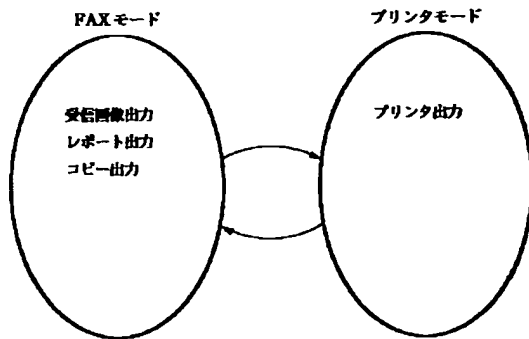 FAXモード
プリンタモード
受信画像出力
レポート出力
コピー出力
プリンタ出力